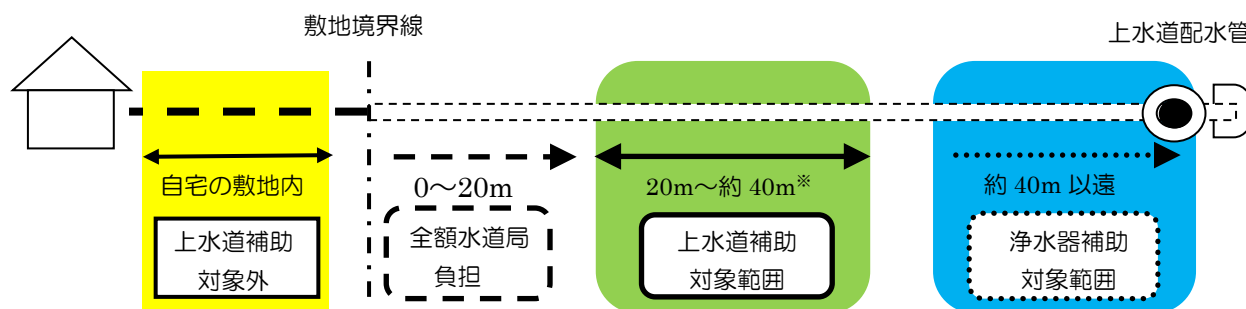 敷地境界線
上水道配水管
自宅の敷地内
0～20m
20m～約 40m※
約 40m 以遠
上水道補助
対象外
全額水道局
負担
上水道補助
対象範囲
浄水器補助
対象範囲